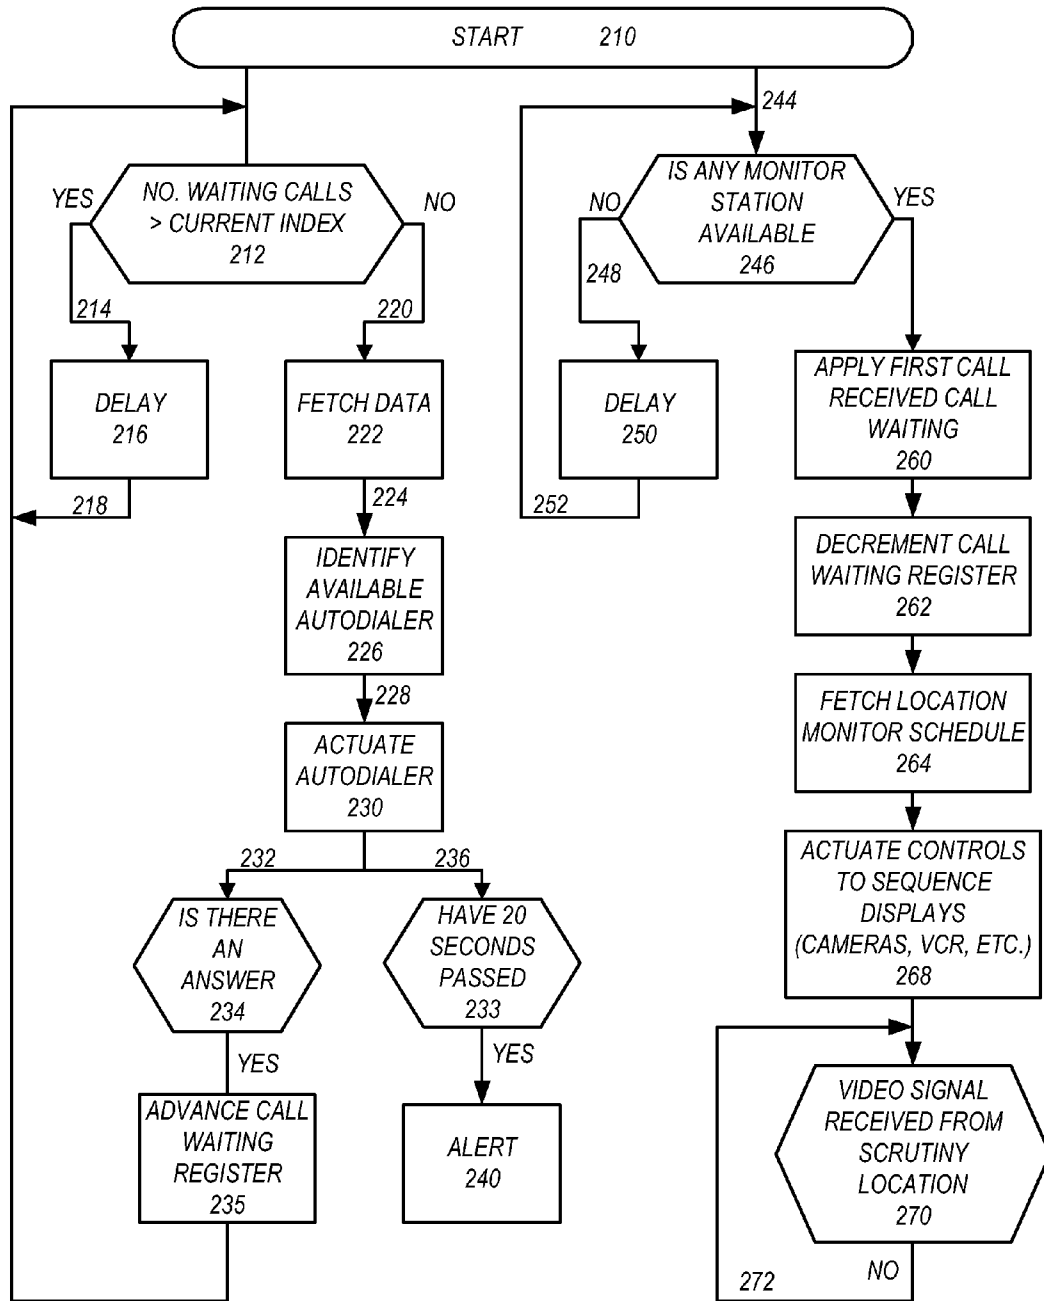 START 210
244
NO. WAITING CALLS
> CURRENT INDEX
212
YES
NO
214
220
DELAY
216
218
FETCH DATA
222
224
IDENTIFY
AVAILABLE
AUTODIALER
226
228
ACTUATE
AUTODIALER
230
232
236
IS THERE
AN
ANSWER
234
YES
ADVANCE CALL
WAITING
REGISTER
235
HAVE 20
SECONDS
PASSED
233
YES
ALERT
240
IS ANY MONITOR
STATION
AVAILABLE
246
NO
YES
248
DELAY
250
252
APPLY FIRST CALL
RECEIVED CALL
WAITING
260
DECREMENT CALL
WAITING REGISTER
262
FETCH LOCATION
MONITOR SCHEDULE
264
ACTUATE CONTROLS
TO SEQUENCE
DISPLAYS
(CAMERAS, VCR, ETC.)
268
VIDEO SIGNAL
RECEIVED FROM
SCRUTINY
LOCATION
270
NO
272